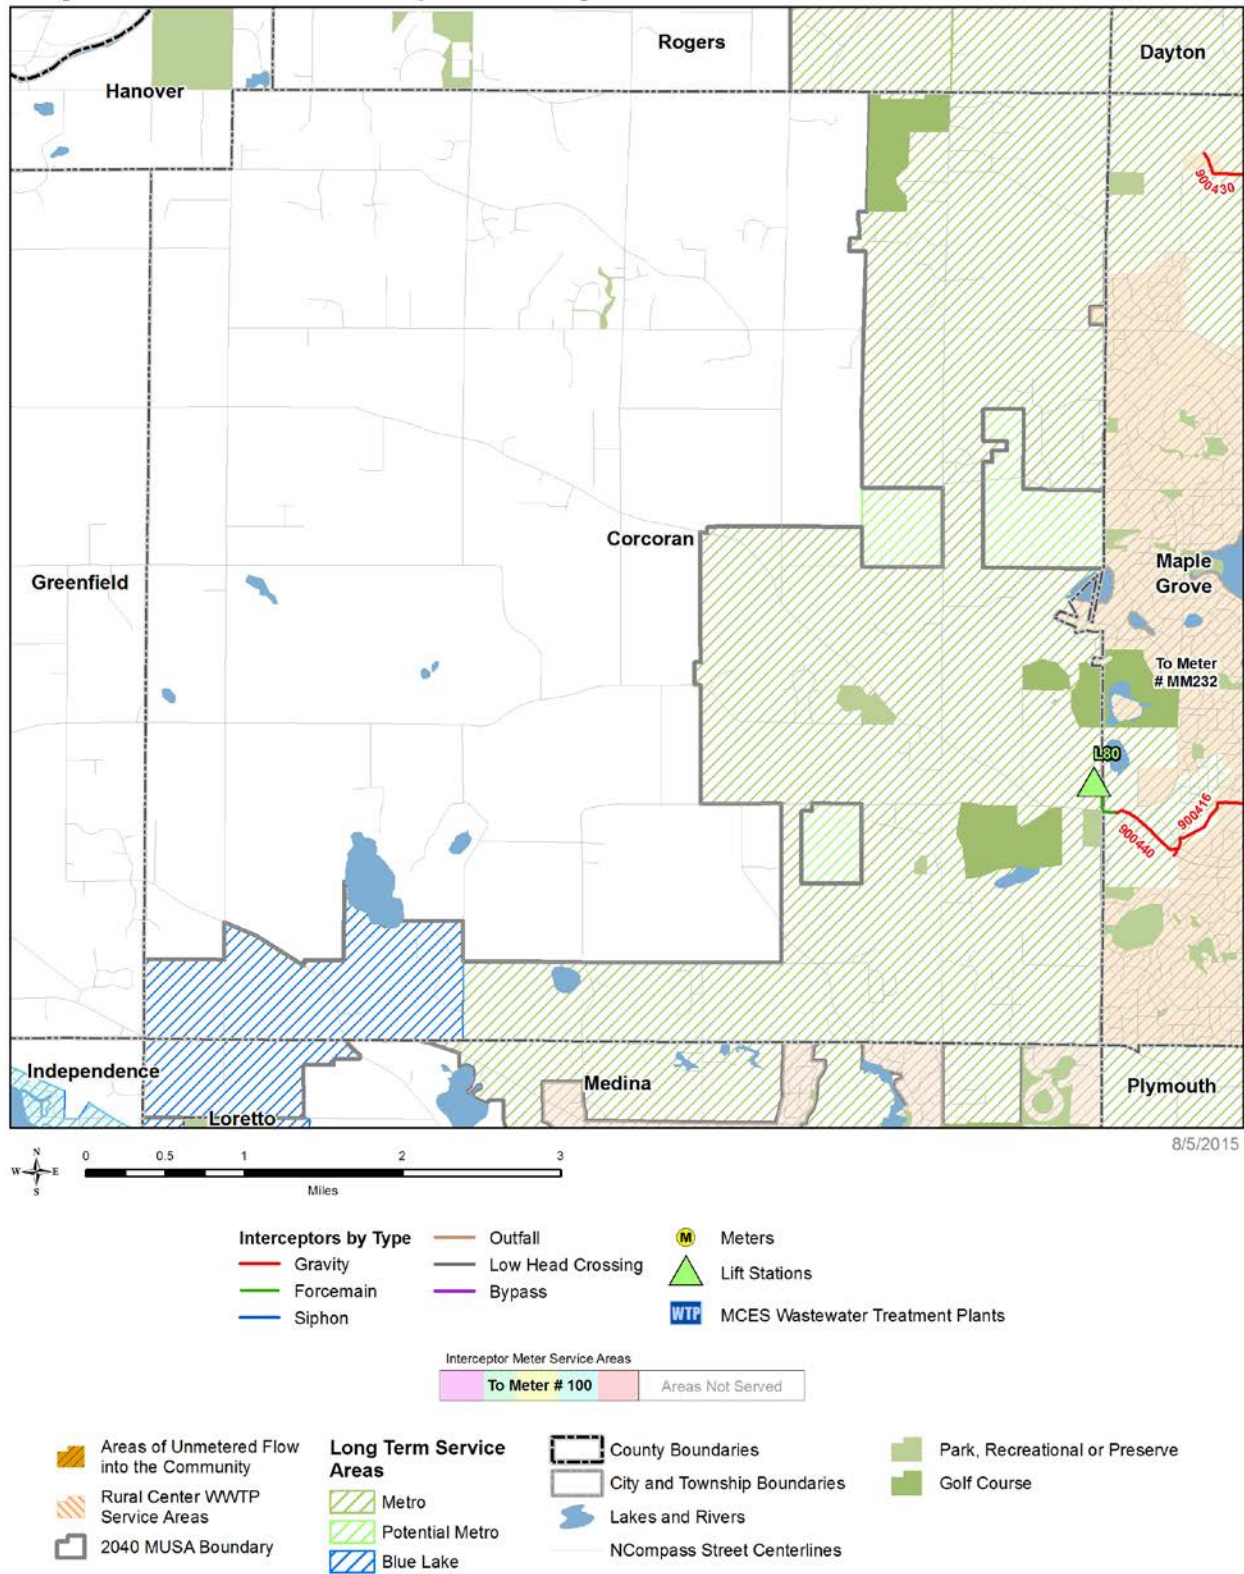 Rogers
Dayton
Hanover
900430
Corcoran
Greenfield
Maple
Grove
To Meter
# MM232
L80
900416
900440
Independence
Medina
Plymouth
Loretto
8/5/2015
N
W E
S
0 0.5 1 2 3
Miles
Interceptors by Type
Gravity
Forcemain
Siphon
Outfall
Low Head Crossing
Bypass
M Meters
Lift Stations
WTP MCES Wastewater Treatment Plants
Interceptor Meter Service Areas
To Meter # 100 Areas Not Served
Areas of Unmetered Flow
into the Community
Rural Center WWTP
Service Areas
2040 MUSA Boundary
Long Term Service
Areas
Metro
Potential Metro
Blue Lake
County Boundaries
City and Township Boundaries
Lakes and Rivers
NCompass Street Centerlines
Park, Recreational or Preserve
Golf Course